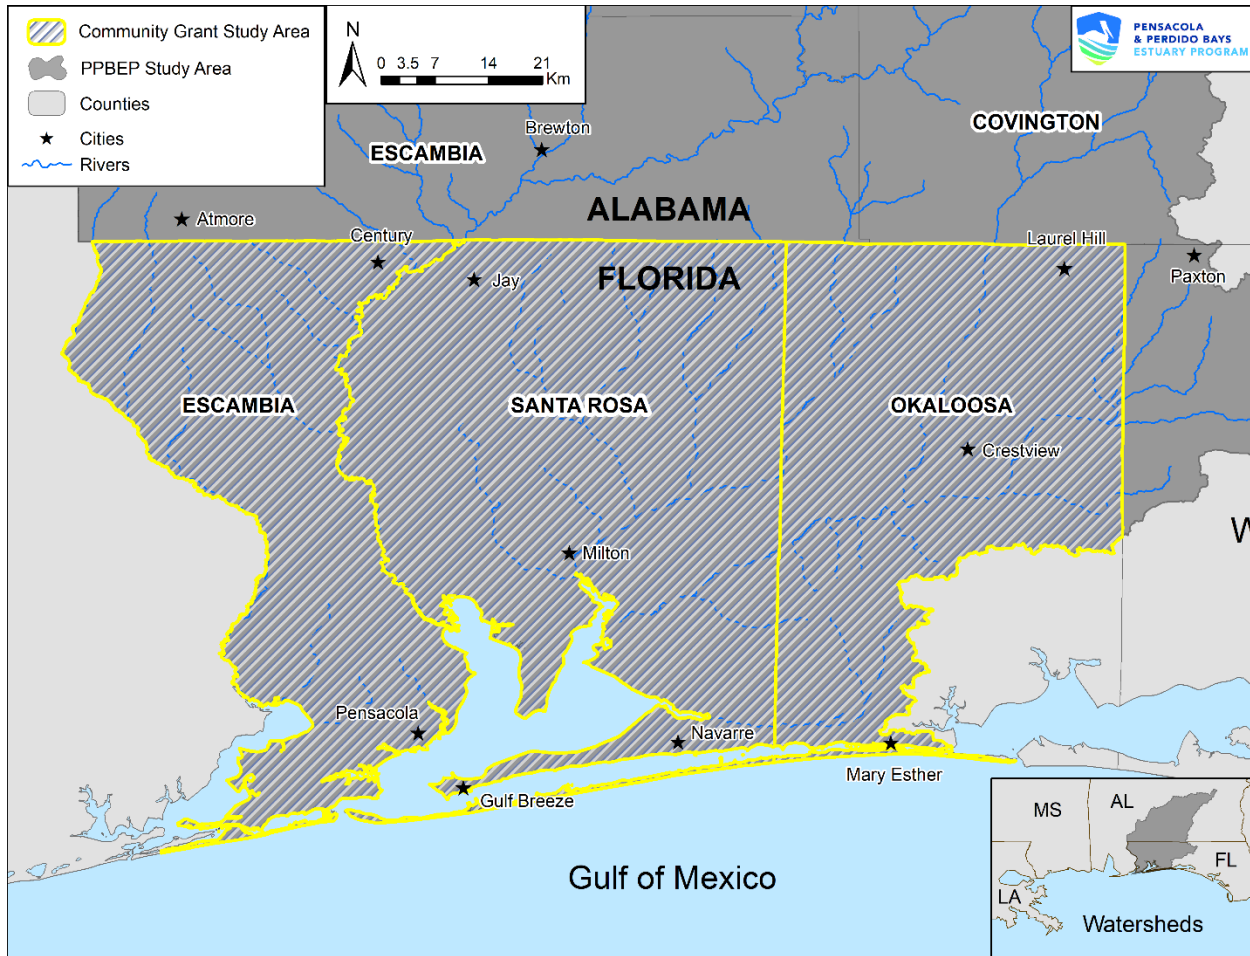 Community Grant Study Area
PPBEP Study Area
Counties
Cities
Rivers
N
0 3.5 7 14 21
Km
PENSACOLA
& PERDIDO BAYS
ESTUARY PROGRAM
Brewton
COVINGTON
ESCAMBIA
ALABAMA
Atmore
Century
Laurel Hill
Jay
FLORIDA
Paxton
ESCAMBIA
SANTA ROSA
OKALOOSA
Crestview
W
Milton
Pensacola
Navarre
Mary Esther
Gulf Breeze
Gulf of Mexico
MS
AL
FL
LA
Watersheds